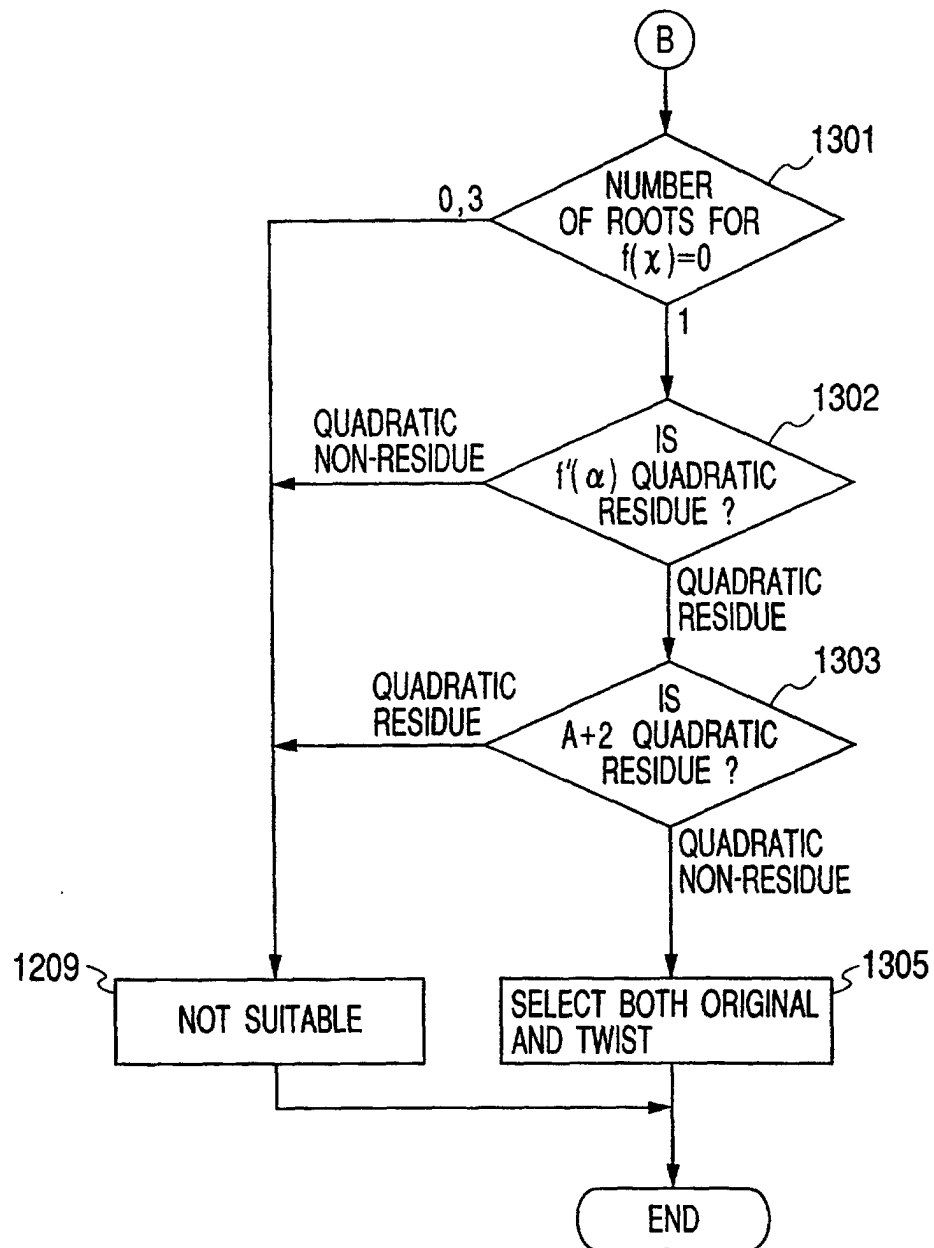 B
1301
NUMBER
OF ROOTS FOR
f(χ)=0
0,3
1
1302
IS
f'(α) QUADRATIC
RESIDUE ?
QUADRATIC
NON-RESIDUE
QUADRATIC
RESIDUE
1303
IS
A+2 QUADRATIC
RESIDUE ?
QUADRATIC
RESIDUE
QUADRATIC
NON-RESIDUE
1209
NOT SUITABLE
1305
SELECT BOTH ORIGINAL
AND TWIST
END